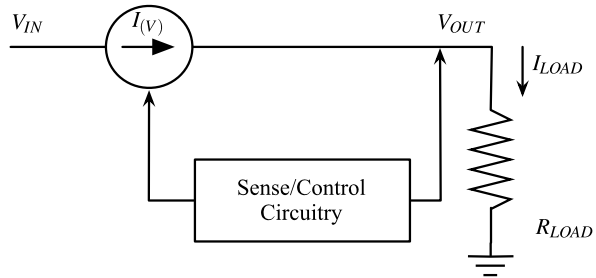 V_IN
I_(V)
V_OUT
I_LOAD
Sense/Control
Circuitry
R_LOAD